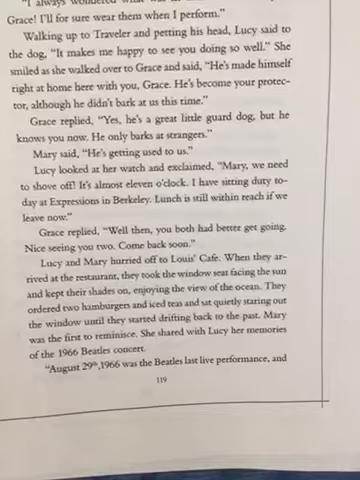 "I always wondered what
Grace! I'll for sure wear them when I perform."
Walking up to Traveler and petting his head, Lucy said to
the dog, "It makes me happy to see you doing so well." She
smiled as she walked over to Grace and said, "He's made himself
right at home here with you, Grace. He's become your protec-
tor, although he didn't bark at us this time."
Grace replied, "Yes, he's a great little guard dog, but he
knows you now. He only barks at strangers."
Mary said, "He's getting used to us."
Lucy looked at her watch and exclaimed, "Mary, we need
to shove off! It's almost eleven o'clock. I have sitting duty to-
day at Expressions in Berkeley. Lunch is still within reach if we
leave now."
Grace replied, "Well then, you both had better get going.
Nice seeing you two. Come back soon."
Lucy and Mary hurried off to Louis' Cafe. When they ar-
rived at the restaurant, they took the window seat facing the sun
and kept their shades on, enjoying the view of the ocean. They
ordered two hamburgers and iced teas and sat quietly staring out
the window until they started drifting back to the past. Mary
was the first to reminisce. She shared with Lucy her memories
of the 1966 Beatles concert.
"August 29th,1966 was the Beatles last live performance, and
119